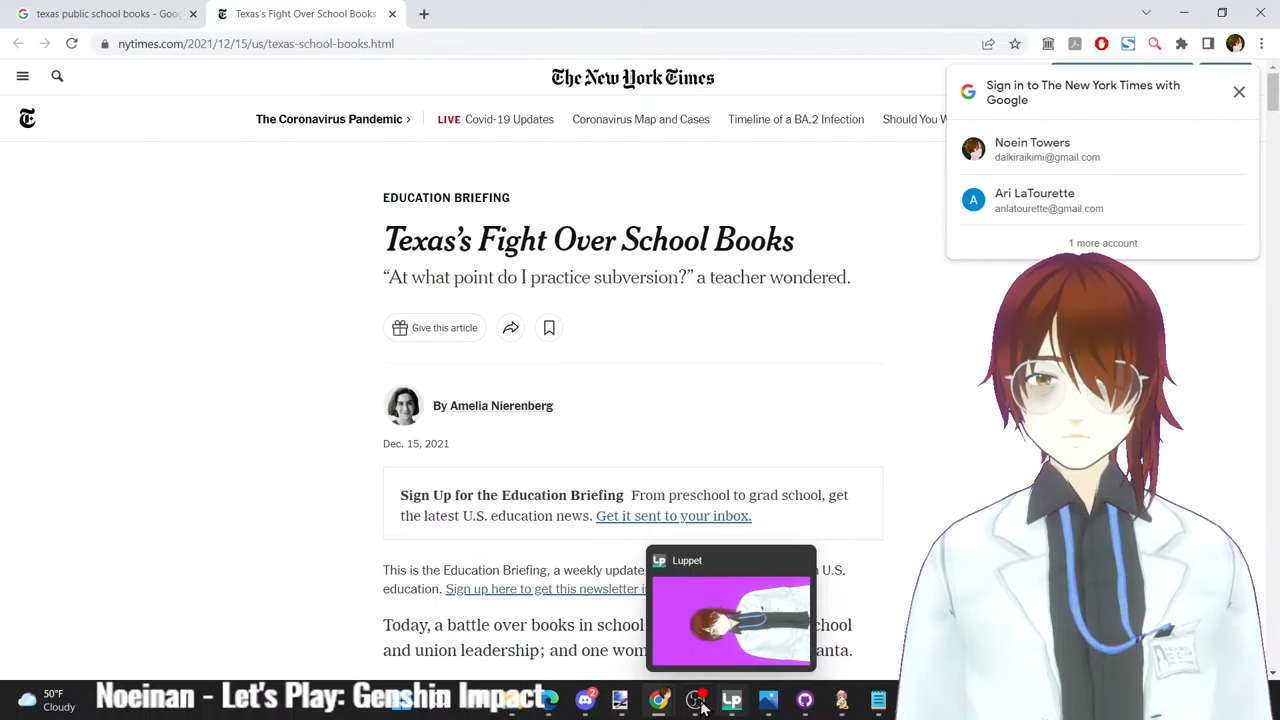 texas public school books - Goog
Texas's Fight Over School Books
nytimes.com/2021/12/15/us/texas-school-books.html
The New York Times
The Coronavirus Pandemic ›
LIVE Covid-19 Updates
Coronavirus Map and Cases
Timeline of a BA.2 Infection
Should You W
Sign in to The New York Times with
Google
Noein Towers
daikiraikimi@gmail.com
A
Ari LaTourette
anlatourette@gmail.com
1 more account
EDUCATION BRIEFING
Texas's Fight Over School Books
“At what point do I practice subversion?” a teacher wondered.
Give this article
By Amelia Nierenberg
Dec. 15, 2021
Sign Up for the Education Briefing From preschool to grad school, get
the latest U.S. education news. Get it sent to your inbox.
Lp Luppet
This is the Education Briefing, a weekly update U.S.
education. Sign up here to get this newsletter i
Today, a battle over books in school chool
and union leadership; and one wom nta.
50°F
Cloudy
Noeinan - Let's Play: Genshin Impact
2
Lp